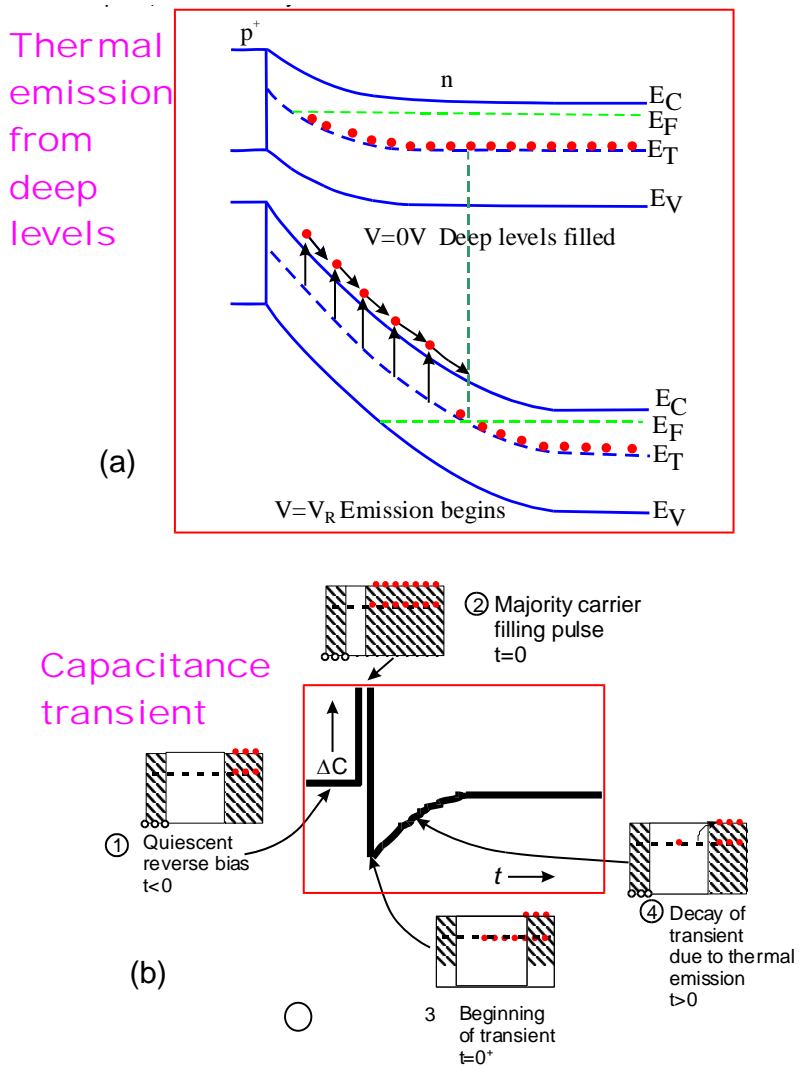 Thermal
emission
from
deep
levels
p+
n
EC
EF
ET
EV
V=0V Deep levels filled
EC
EF
ET
EV
(a)
V=VR Emission begins
② Majority carrier
filling pulse
t=0
Capacitance
transient
ΔC
① Quiescent
reverse bias
t<0
t
④ Decay of
transient
due to thermal
emission
t>0
(b)
3 Beginning
of transient
t=0+